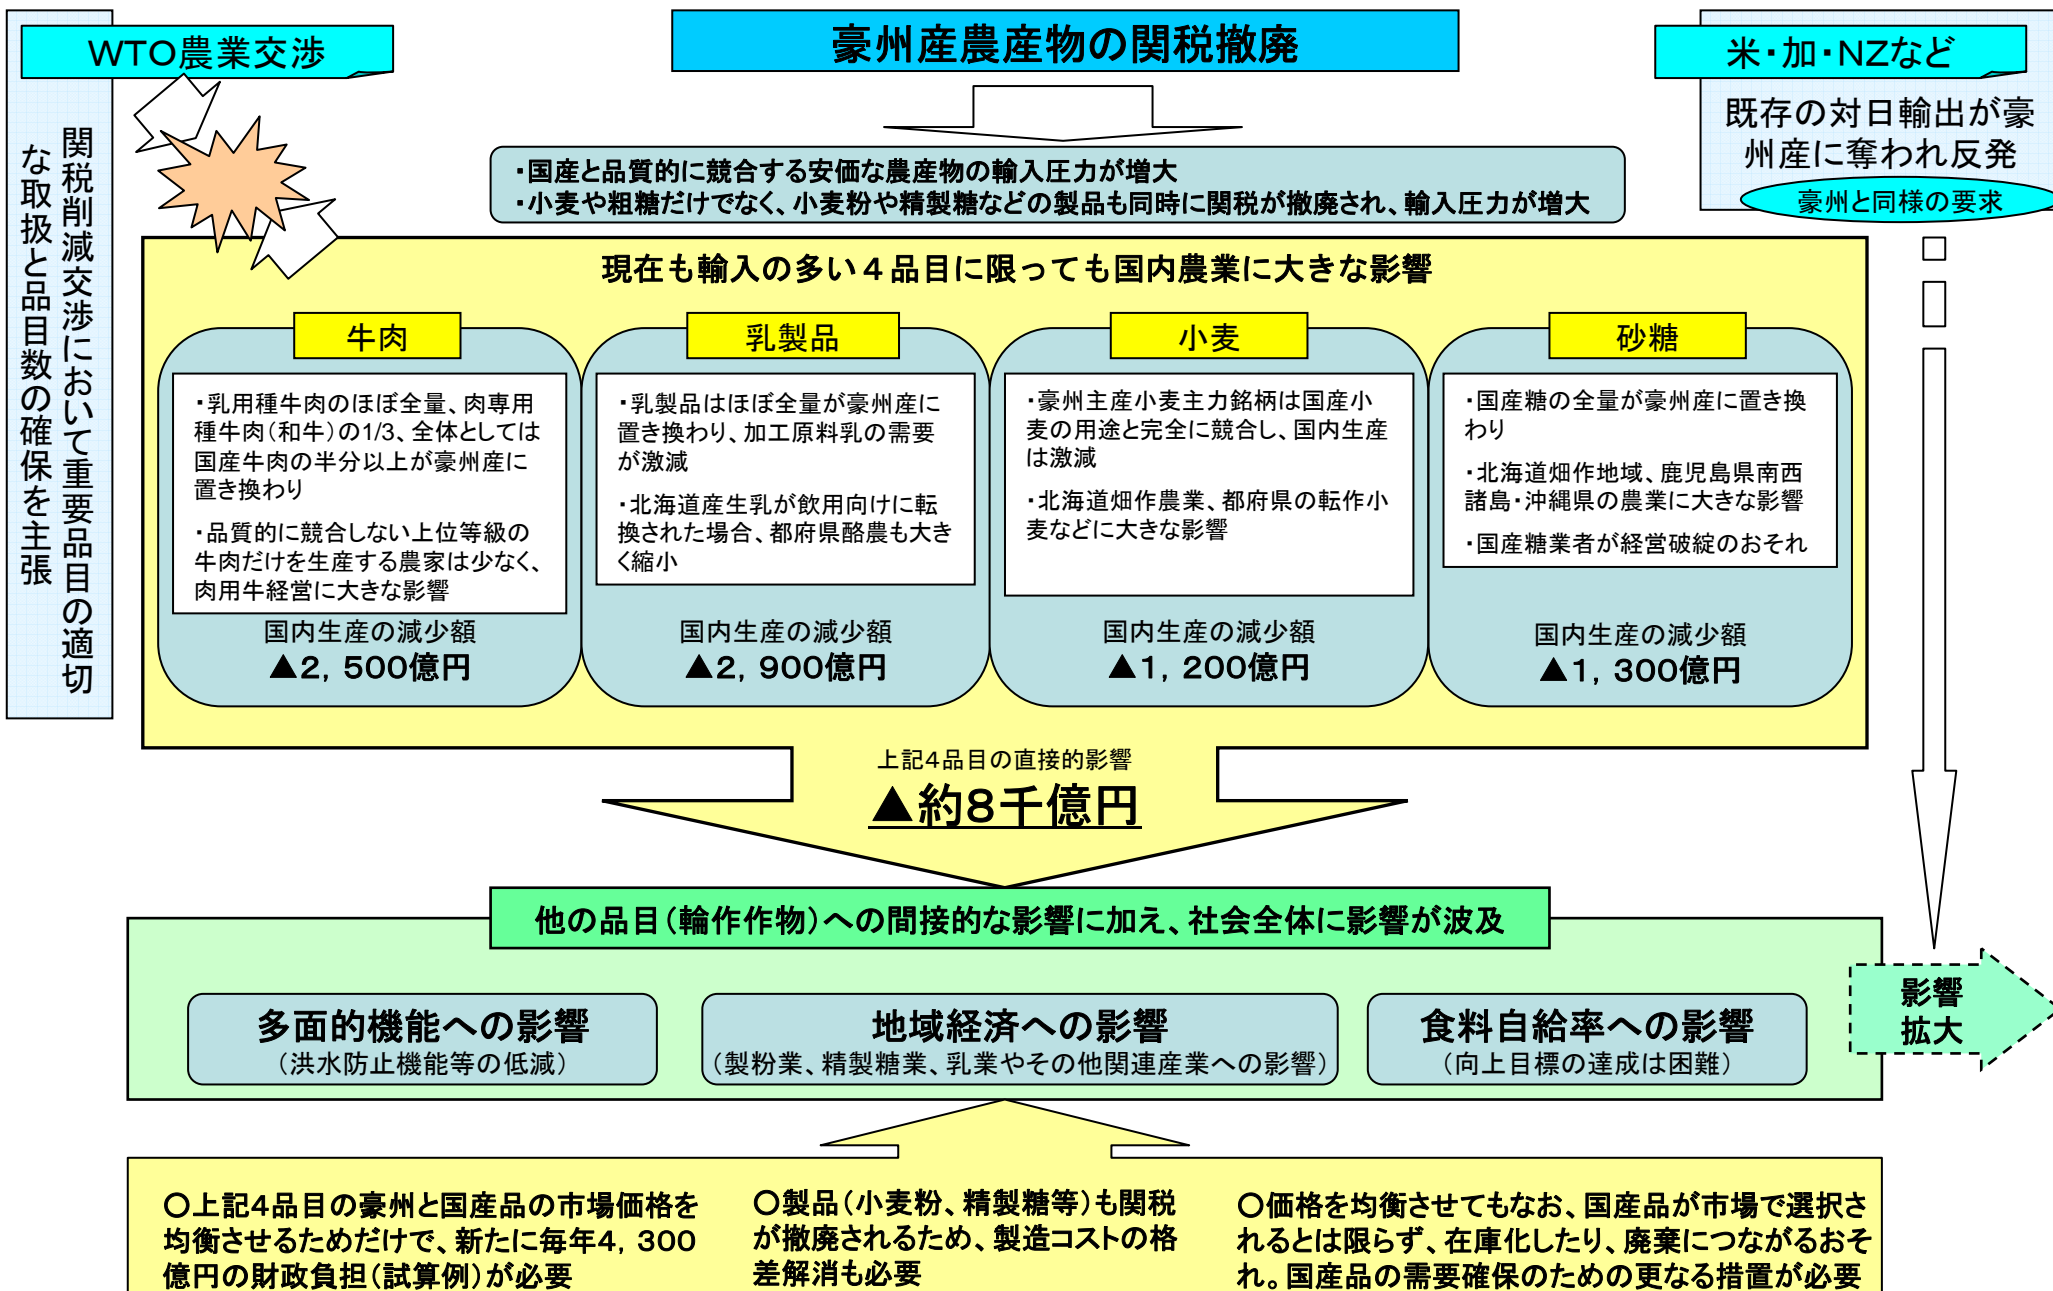 WTO農業交渉
関税削減交渉において重要品目の適切
な取扱と品目数の確保を主張
豪州産農産物の関税撤廃
米・加・NZなど
既存の対日輸出が豪
州産に奪われ反発
豪州と同様の要求
・国産と品質的に競合する安価な農産物の輸入圧力が増大
・小麦や粗糖だけでなく、小麦粉や精製糖などの製品も同時に関税が撤廃され、輸入圧力が増大
現在も輸入の多い4品目に限っても国内農業に大きな影響
牛肉
・乳用種牛肉のほぼ全量、肉専用
種牛肉(和牛)の1/3、全体としては
国産牛肉の半分以上が豪州産に
置き換わり
・品質的に競合しない上位等級の
牛肉だけを生産する農家は少なく、
肉用牛経営に大きな影響
国内生産の減少額
▲2,500億円
乳製品
・乳製品はほぼ全量が豪州産に
置き換わり、加工原料乳の需要
が激減
・北海道産生乳が飲用向けに転
換された場合、都府県酪農も大き
く縮小
国内生産の減少額
▲2,900億円
小麦
・豪州主産小麦主力銘柄は国産小
麦の用途と完全に競合し、国内生産
は激減
・北海道畑作農業、都府県の転作小
麦などに大きな影響
国内生産の減少額
▲1,200億円
砂糖
・国産糖の全量が豪州産に置き換
わり
・北海道畑作地域、鹿児島県南西
諸島・沖縄県の農業に大きな影響
・国産糖業者が経営破綻のおそれ
国内生産の減少額
▲1,300億円
上記4品目の直接的影響
▲約8千億円
他の品目(輪作作物)への間接的な影響に加え、社会全体に影響が波及
多面的機能への影響
(洪水防止機能等の低減)
地域経済への影響
(製粉業、精製糖業、乳業やその他関連産業への影響)
食料自給率への影響
(向上目標の達成は困難)
影響
拡大
○上記4品目の豪州と国産品の市場価格を
均衡させるためだけで、新たに毎年4,300
億円の財政負担(試算例)が必要
○製品(小麦粉、精製糖等)も関税
が撤廃されるため、製造コストの格
差解消も必要
○価格を均衡させてもなお、国産品が市場で選択さ
れるとは限らず、在庫化したり、廃棄につながるおそ
れ。国産品の需要確保のための更なる措置が必要